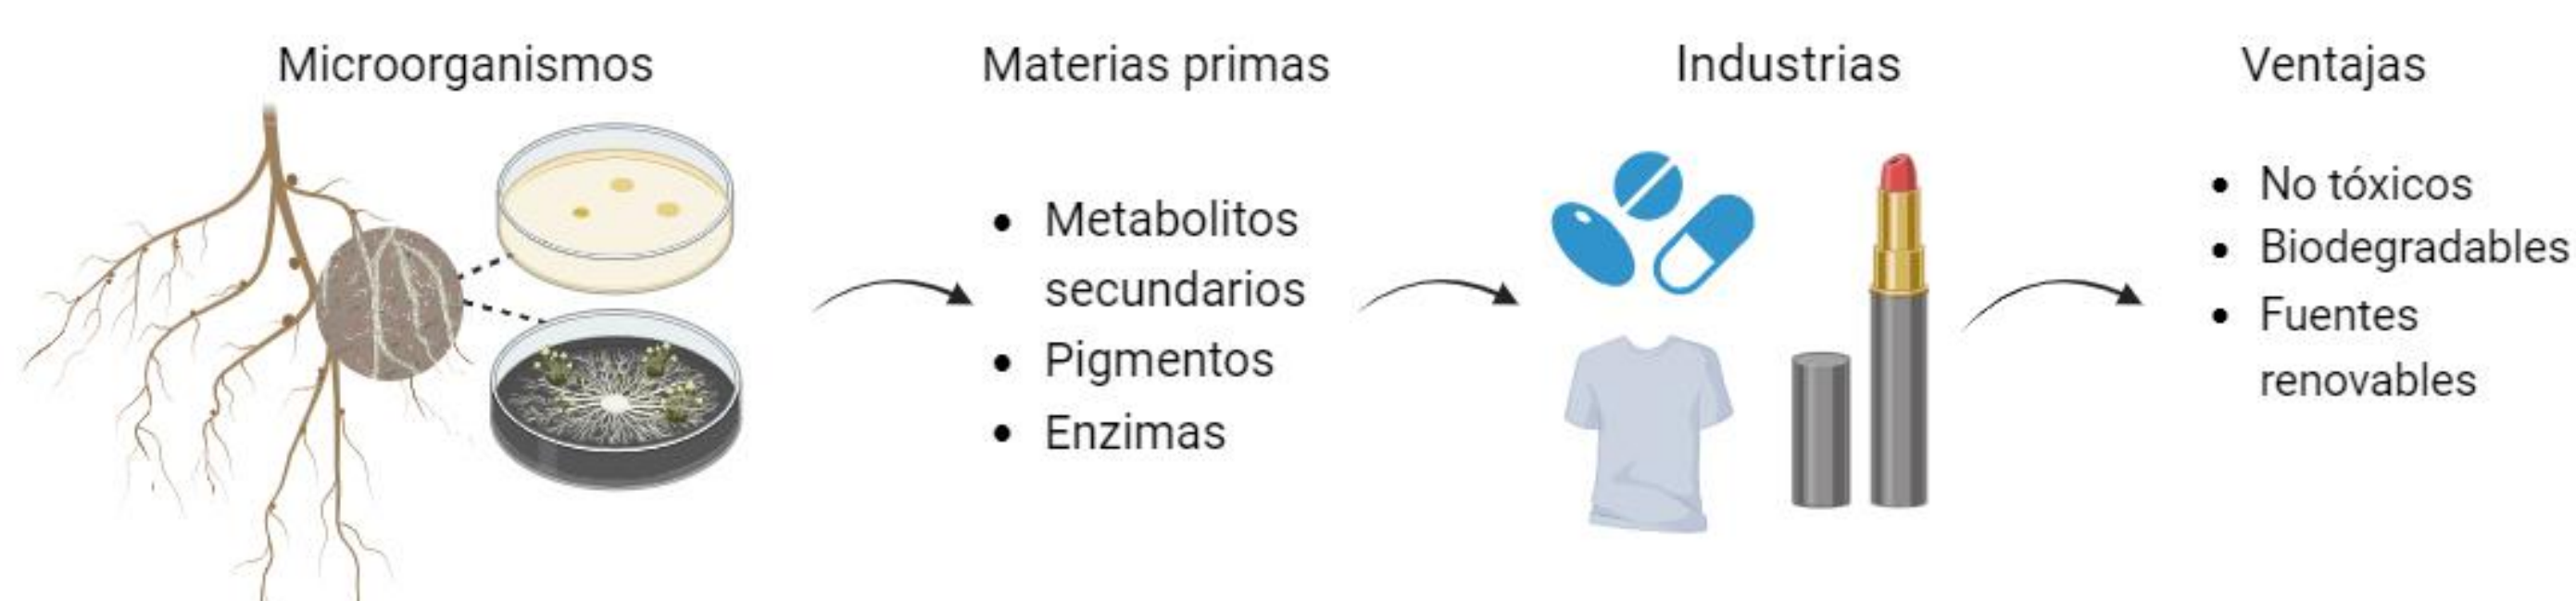 Microorganismos
Materias primas
• Metabolitos
secundarios
• Pigmentos
• Enzimas
Industrias
Ventajas
• No tóxicos
• Biodegradables
• Fuentes
renovables